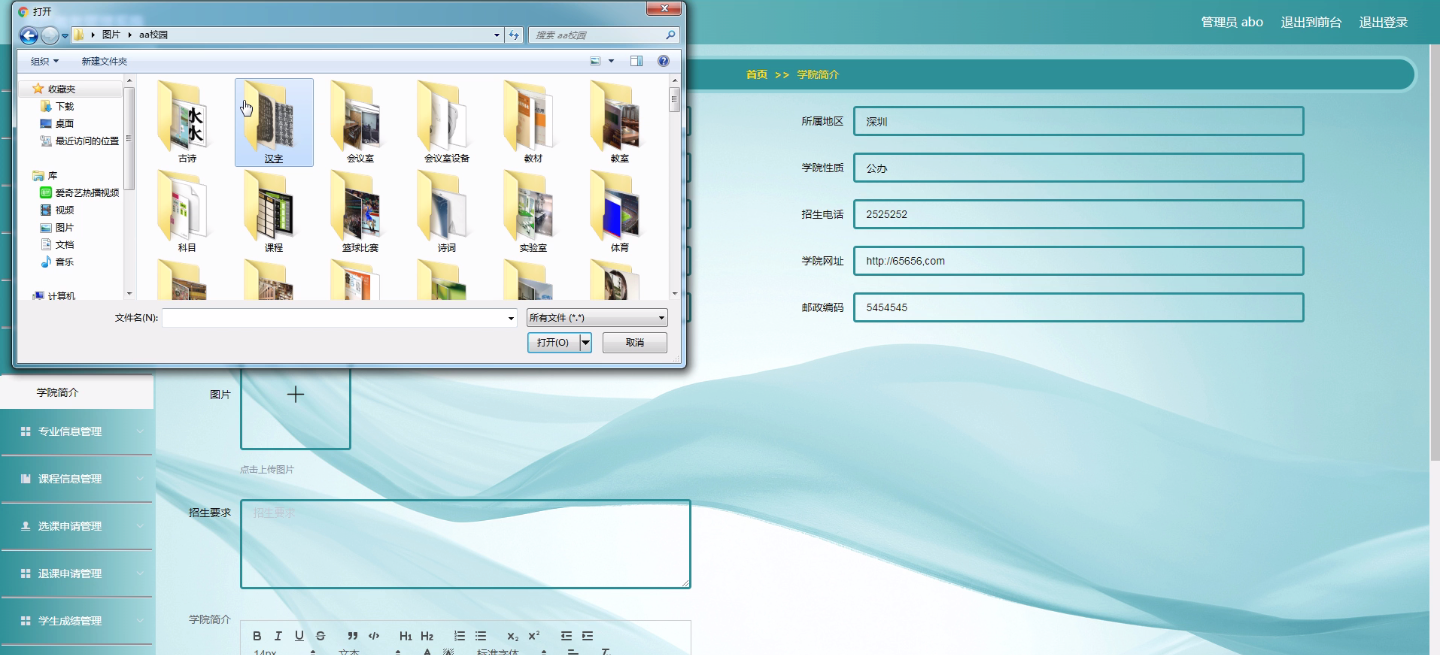 打开
管理员 abo 退出到前台 退出登录
图片 aa校园
搜索 aa校园
组织 新建文件夹
首页 >> 学院简介
收藏夹
下载
桌面
最近访问的位置
库
爱奇艺热播视频
视频
图片
文档
音乐
计算机
古诗 汉字 会议室 会议室设备 教材 教室
科目 课程 篮球比赛 诗词 实验室 体育
文件名(N): 所有文件 (*.*)
打开(O) 取消
所属地区 深圳
学院性质 公办
招生电话 2525252
学院网址 http://65656,com
邮政编码 5454545
学院简介
专业信息管理
课程信息管理
选课申请管理
退课申请管理
学生成绩管理
图片
点击上传图片
招生要求 招生要求
学院简介
B I U S ” </> H1 H2 X2 X2
14px 文本 A 标准字体